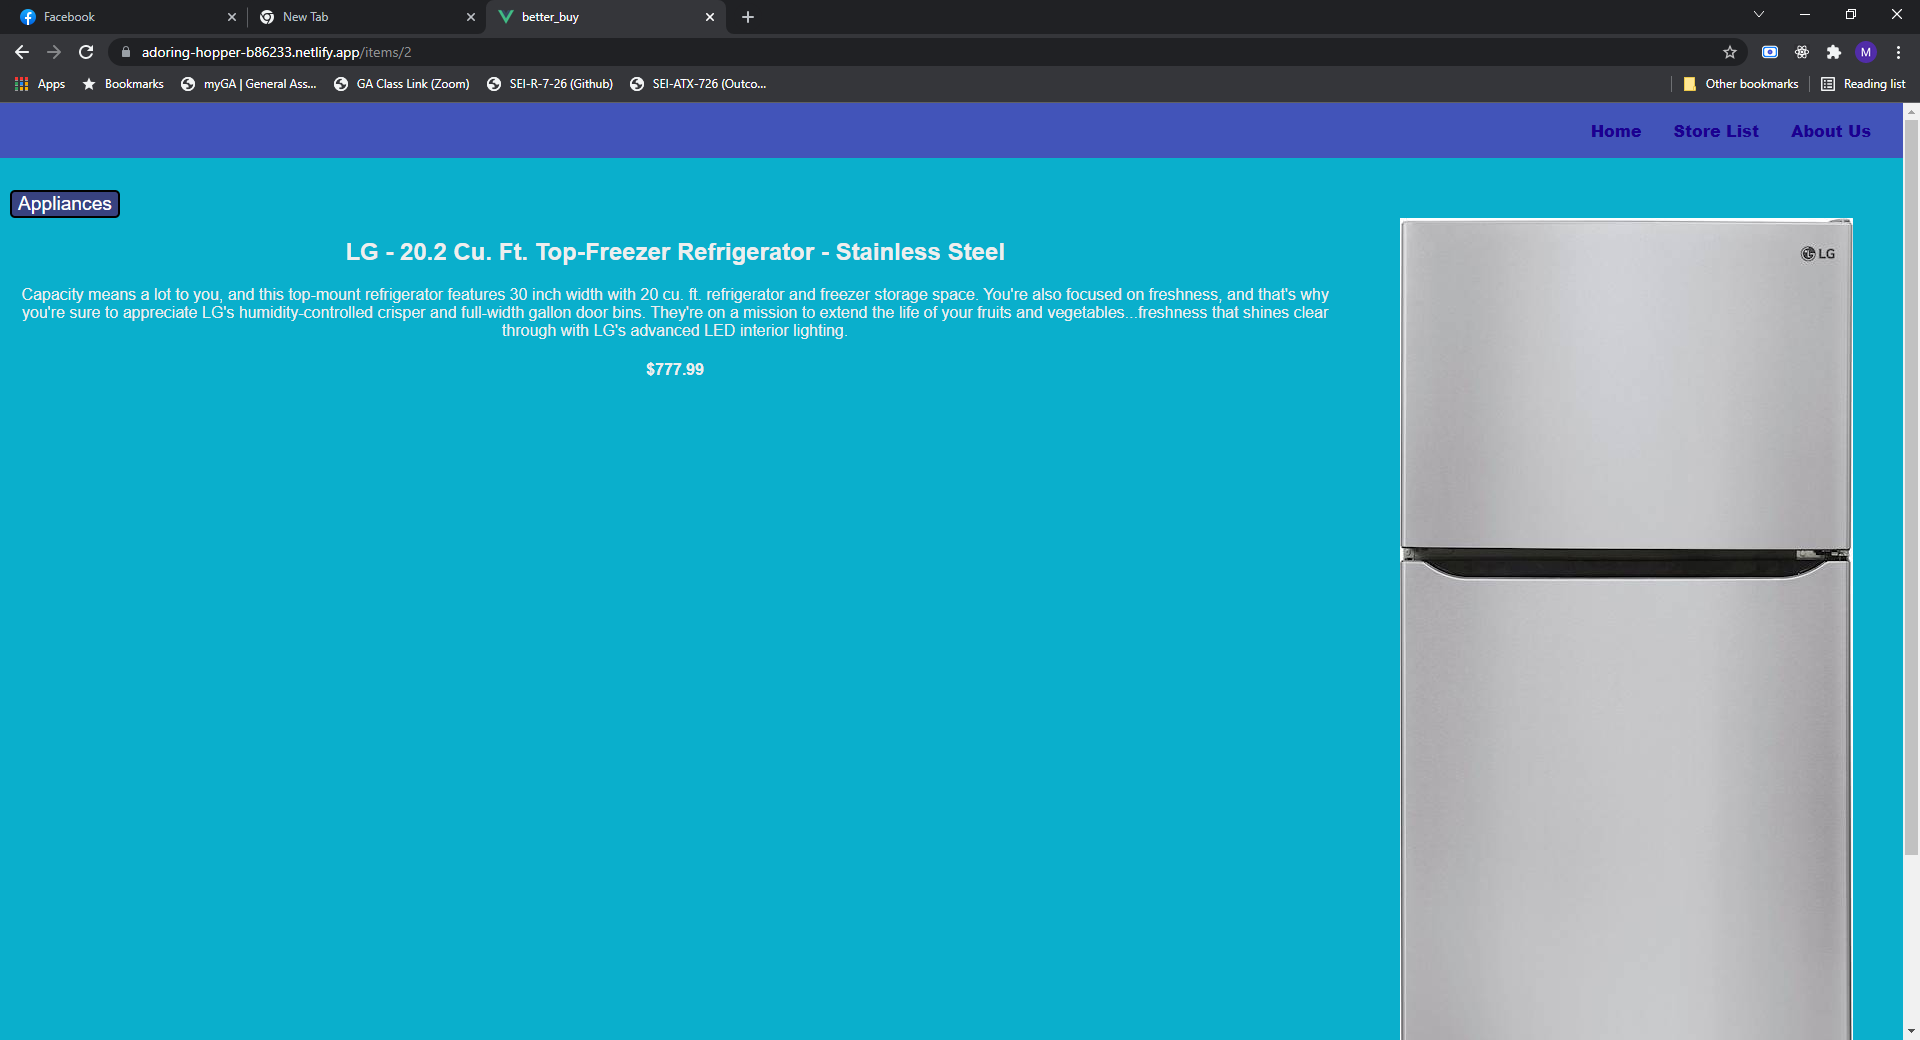 Facebook
New Tab
better_buy
adoring-hopper-b86233.netlify.app/items/2
M
Apps
Bookmarks
myGA | General Ass...
GA Class Link (Zoom)
SEI-R-7-26 (Github)
SEI-ATX-726 (Outco...
Other bookmarks
Reading list
Home
Store List
About Us
Appliances
LG - 20.2 Cu. Ft. Top-Freezer Refrigerator - Stainless Steel
Capacity means a lot to you, and this top-mount refrigerator features 30 inch width with 20 cu. ft. refrigerator and freezer storage space. You're also focused on freshness, and that's why
you're sure to appreciate LG's humidity-controlled crisper and full-width gallon door bins. They're on a mission to extend the life of your fruits and vegetables...freshness that shines clear
through with LG's advanced LED interior lighting.
$777.99
LG